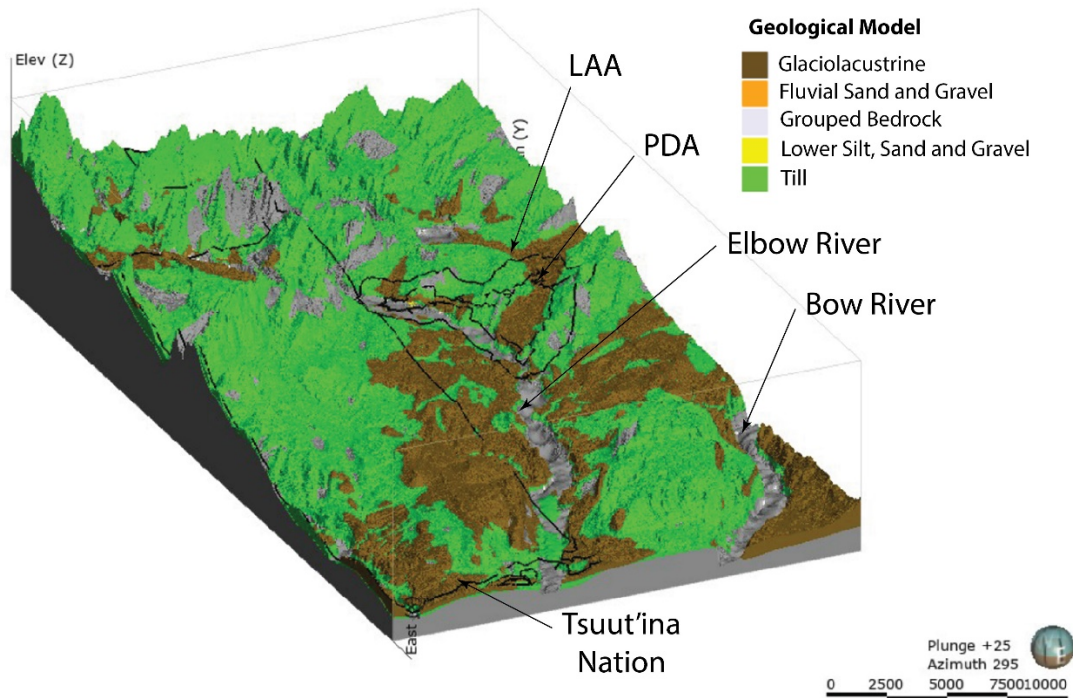 Geological Model
Glaciolacustrine
Fluvial Sand and Gravel
Grouped Bedrock
Lower Silt, Sand and Gravel
Till
Elev (Z)
LAA
(Y)
PDA
Elbow River
Bow River
East
Tsuut'ina
Nation
Plunge +25
Azimuth 295
E
0 2500 5000 750010000